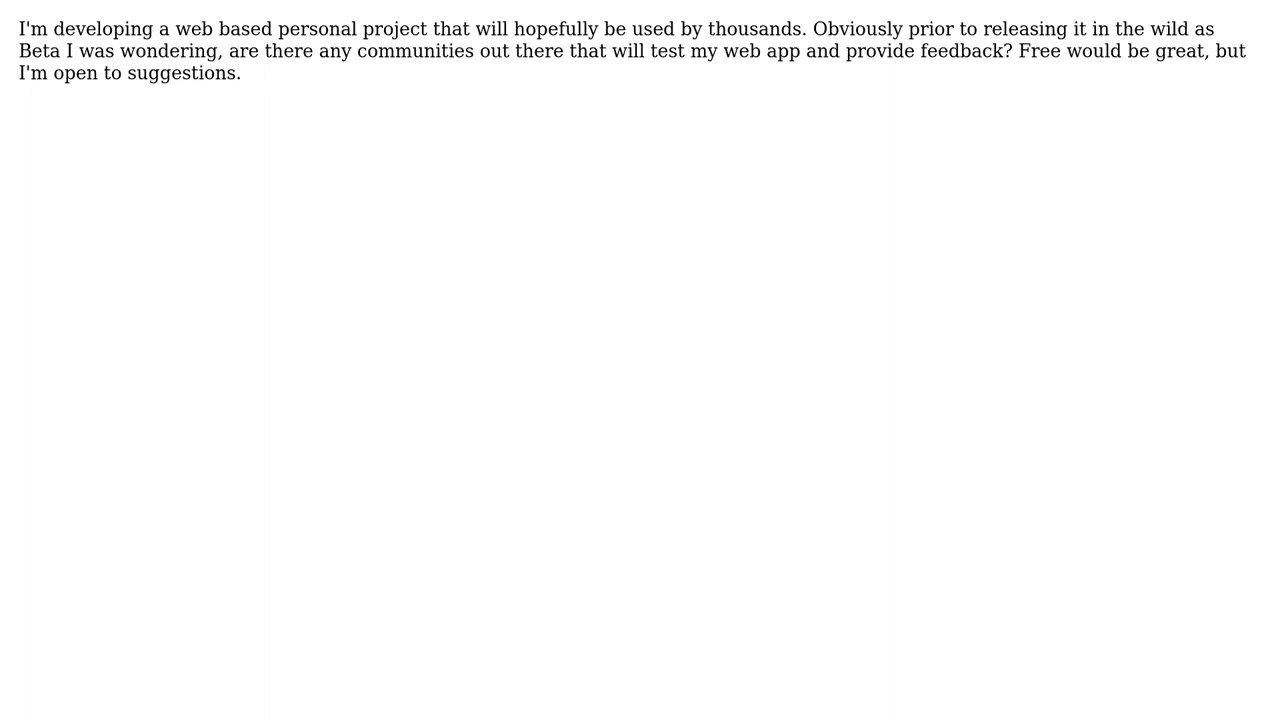 I'm developing a web based personal project that will hopefully be used by thousands. Obviously prior to releasing it in the wild as
Beta I was wondering, are there any communities out there that will test my web app and provide feedback? Free would be great, but
I'm open to suggestions.